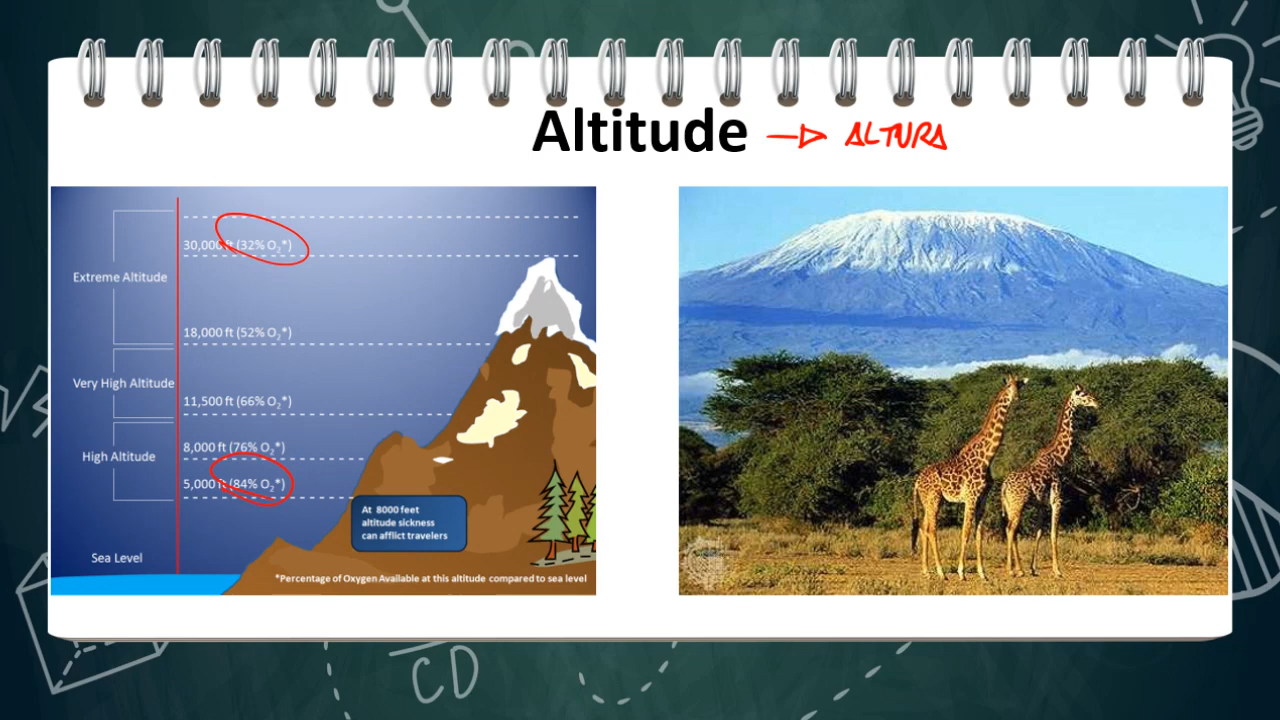 Altitude → ALTURA
30,000 ft (32% O₂*)
Extreme Altitude
18,000 ft (52% O₂*)
Very High Altitude
11,500 ft (66% O₂*)
8,000 ft (76% O₂*)
High Altitude
5,000 ft (84% O₂*)
At 8000 feet
altitude sickness
can afflict travelers
Sea Level
*Percentage of Oxygen Available at this altitude compared to sea level
CD